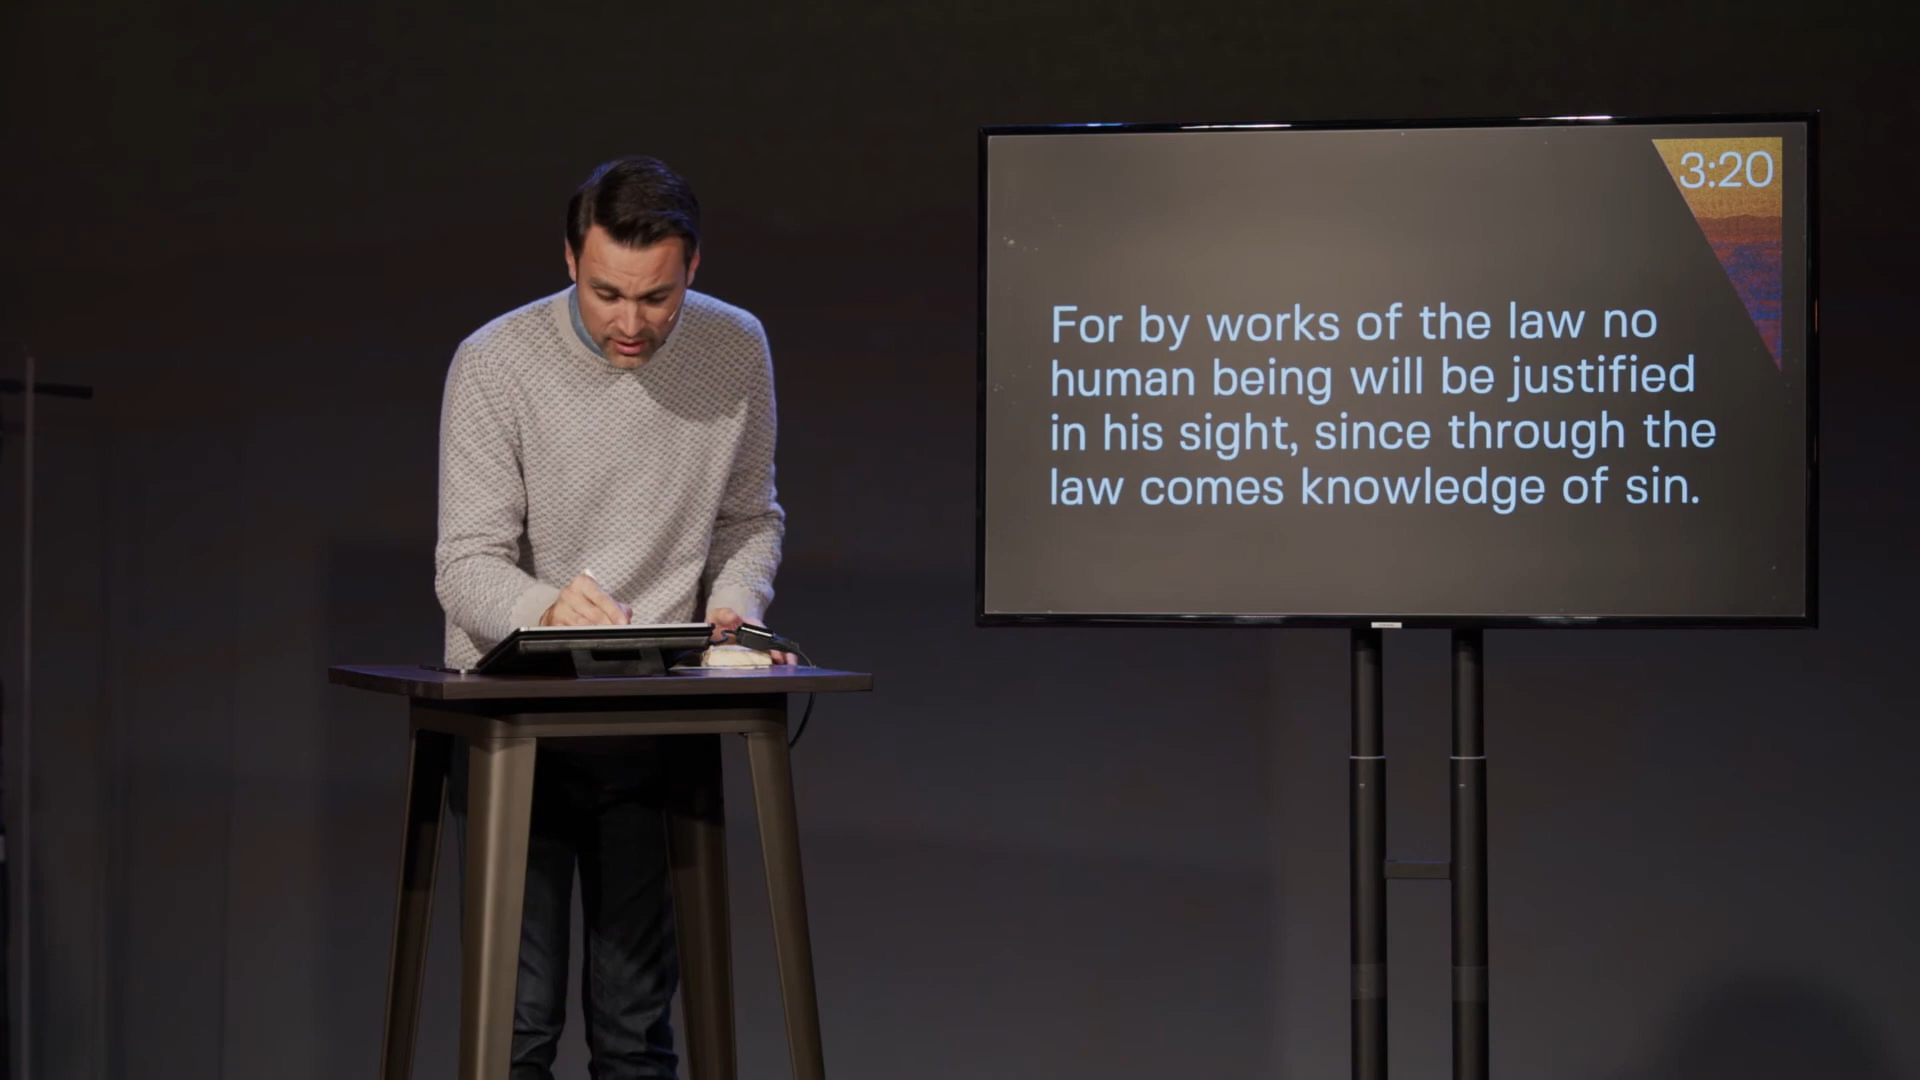 3:20
For by works of the law no
human being will be justified
in his sight, since through the
law comes knowledge of sin.